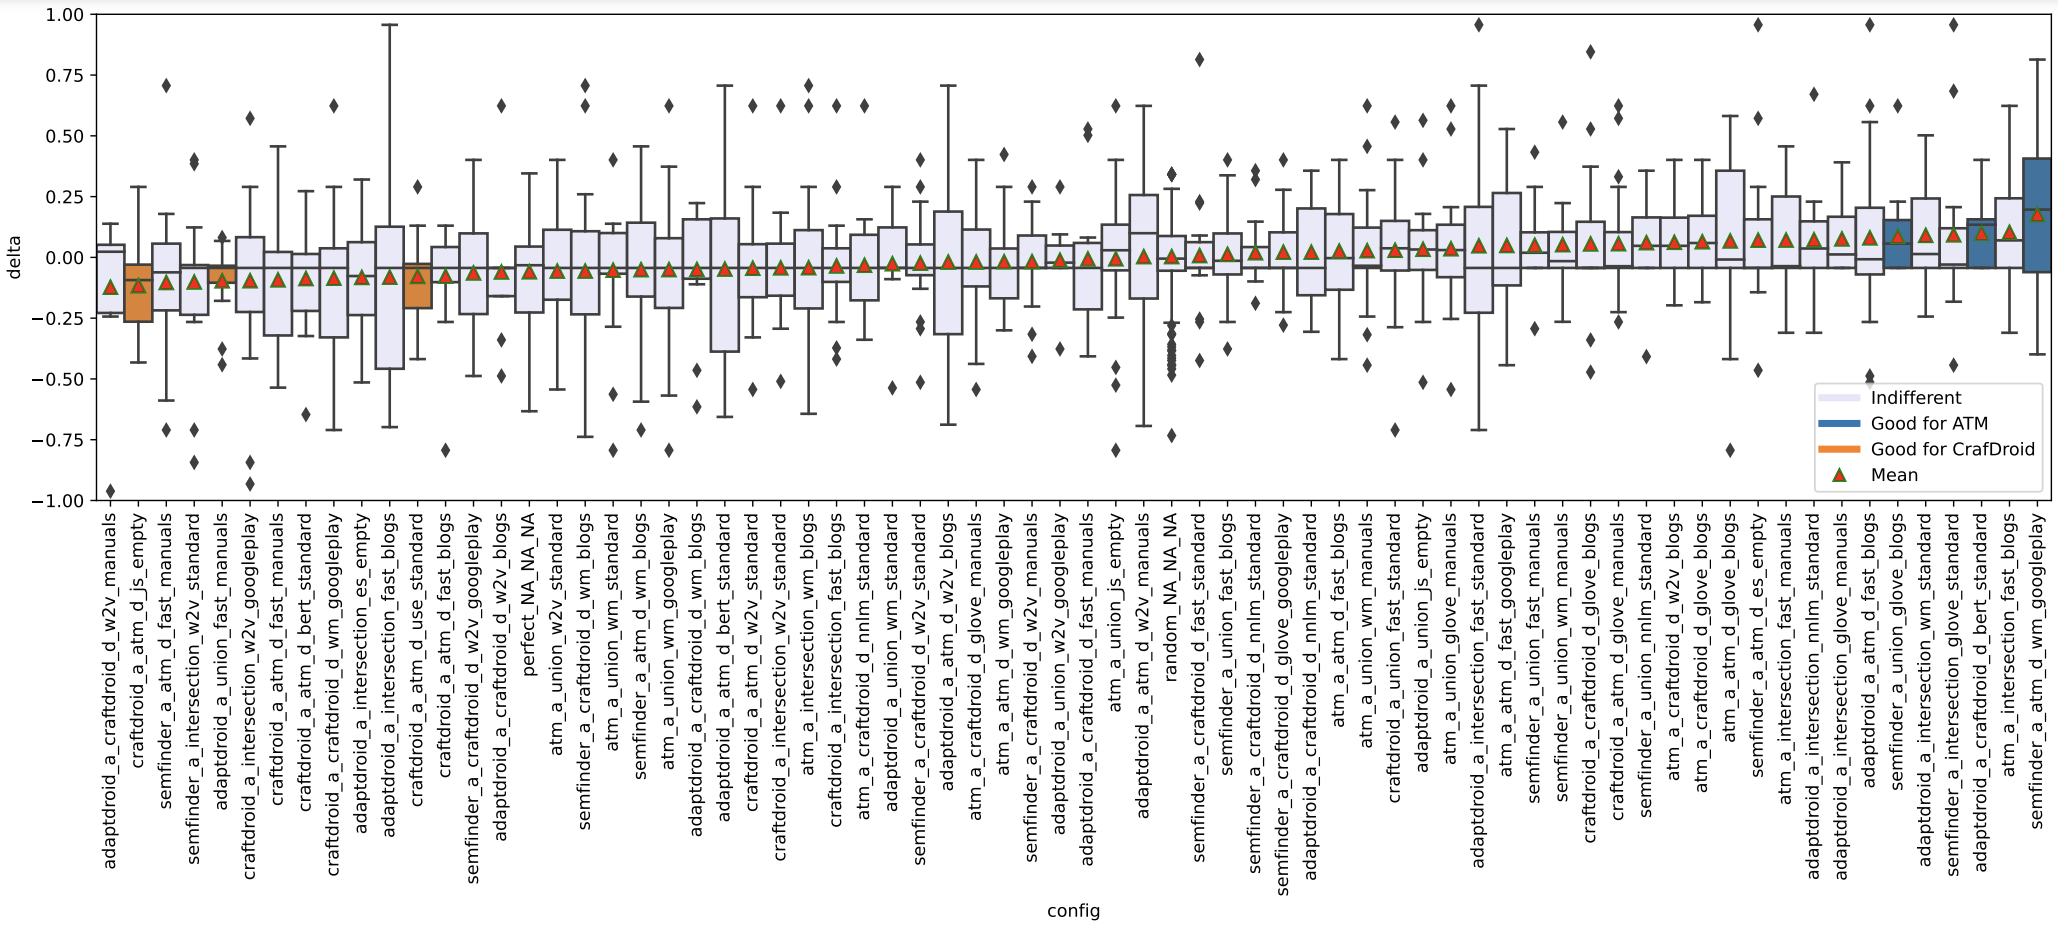 1.00
0.75
0.50
0.25
0.00
−0.25
−0.50
−0.75
−1.00
delta
Indifferent
Good for ATM
Good for CrafDroid
Mean
adaptdroid_a_craftdroid_d_w2v_manuals
craftdroid_a_atm_d_js_empty
semfinder_a_atm_d_fast_manuals
semfinder_a_intersection_w2v_standard
adaptdroid_a_union_fast_manuals
craftdroid_a_intersection_w2v_googleplay
craftdroid_a_atm_d_fast_manuals
craftdroid_a_atm_d_bert_standard
craftdroid_a_craftdroid_d_wm_googleplay
adaptdroid_a_intersection_es_empty
adaptdroid_a_intersection_fast_blogs
craftdroid_a_atm_d_use_standard
craftdroid_a_atm_d_fast_blogs
semfinder_a_craftdroid_d_w2v_googleplay
adaptdroid_a_craftdroid_d_w2v_blogs
perfect_NA_NA_NA
atm_a_union_w2v_standard
semfinder_a_craftdroid_d_wm_blogs
atm_a_union_wm_standard
semfinder_a_atm_d_wm_blogs
atm_a_union_wm_googleplay
adaptdroid_a_craftdroid_d_wm_blogs
adaptdroid_a_atm_d_bert_standard
craftdroid_a_atm_d_w2v_standard
craftdroid_a_intersection_w2v_standard
atm_a_intersection_wm_blogs
craftdroid_a_intersection_fast_blogs
atm_a_craftdroid_d_nnlm_standard
adaptdroid_a_union_wm_standard
semfinder_a_craftdroid_d_w2v_standard
adaptdroid_a_atm_d_w2v_blogs
atm_a_craftdroid_d_glove_manuals
atm_a_atm_d_wm_googleplay
semfinder_a_craftdroid_d_w2v_manuals
adaptdroid_a_union_w2v_googleplay
adaptdroid_a_craftdroid_d_fast_manuals
atm_a_union_js_empty
adaptdroid_a_atm_d_w2v_manuals
random_NA_NA_NA
semfinder_a_craftdroid_d_fast_standard
semfinder_a_union_fast_blogs
semfinder_a_craftdroid_d_nnlm_standard
semfinder_a_craftdroid_d_glove_googleplay
adaptdroid_a_craftdroid_d_nnlm_standard
atm_a_atm_d_fast_blogs
atm_a_union_wm_manuals
craftdroid_a_union_fast_standard
adaptdroid_a_union_js_empty
atm_a_union_glove_manuals
adaptdroid_a_intersection_fast_standard
atm_a_atm_d_fast_googleplay
semfinder_a_union_fast_manuals
semfinder_a_union_wm_manuals
craftdroid_a_craftdroid_d_glove_blogs
craftdroid_a_atm_d_glove_manuals
semfinder_a_union_nnlm_standard
atm_a_craftdroid_d_w2v_blogs
atm_a_craftdroid_d_glove_blogs
atm_a_atm_d_glove_blogs
semfinder_a_atm_d_es_empty
atm_a_intersection_fast_manuals
adaptdroid_a_intersection_nnlm_standard
adaptdroid_a_intersection_glove_manuals
adaptdroid_a_atm_d_fast_blogs
semfinder_a_union_glove_blogs
adaptdroid_a_intersection_wm_standard
semfinder_a_intersection_glove_standard
adaptdroid_a_craftdroid_d_bert_standard
atm_a_intersection_fast_blogs
semfinder_a_atm_d_wm_googleplay
config